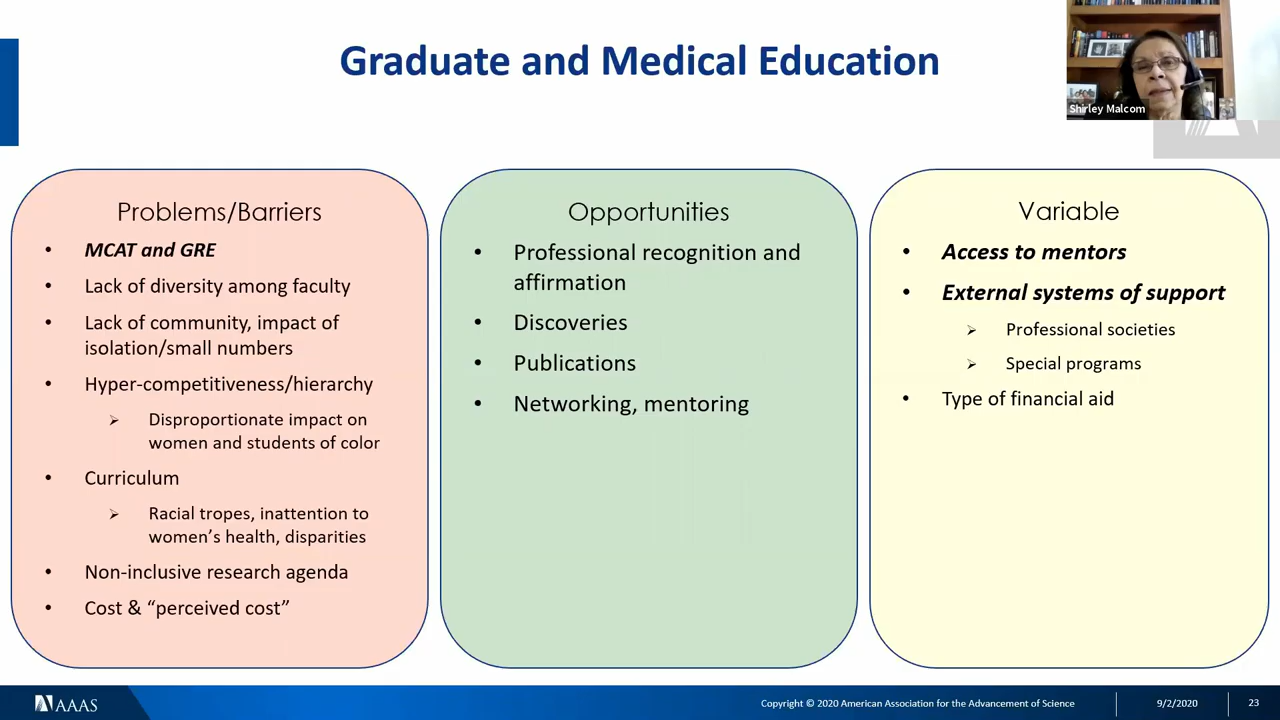 Graduate and Medical Education
Shirley Malcom
Problems/Barriers
• MCAT and GRE
• Lack of diversity among faculty
• Lack of community, impact of
isolation/small numbers
• Hyper-competitiveness/hierarchy
➢ Disproportionate impact on
women and students of color
• Curriculum
➢ Racial tropes, inattention to
women’s health, disparities
• Non-inclusive research agenda
• Cost & “perceived cost”
Opportunities
• Professional recognition and
affirmation
• Discoveries
• Publications
• Networking, mentoring
Variable
• Access to mentors
• External systems of support
➢ Professional societies
➢ Special programs
• Type of financial aid
AAAS
Copyright © 2020 American Association for the Advancement of Science
9/2/2020
23